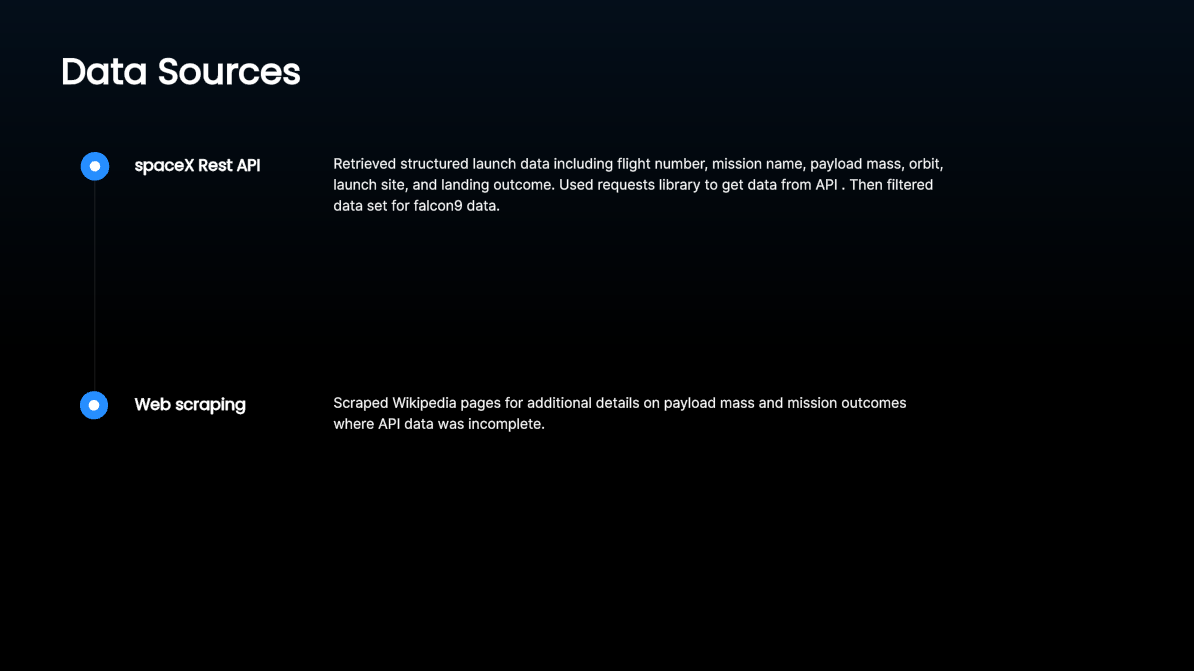 Data Sources
spaceX Rest API
Retrieved structured launch data including flight number, mission name, payload mass, orbit,
launch site, and landing outcome. Used requests library to get data from API . Then filtered
data set for falcon9 data.
Web scraping
Scraped Wikipedia pages for additional details on payload mass and mission outcomes
where API data was incomplete.